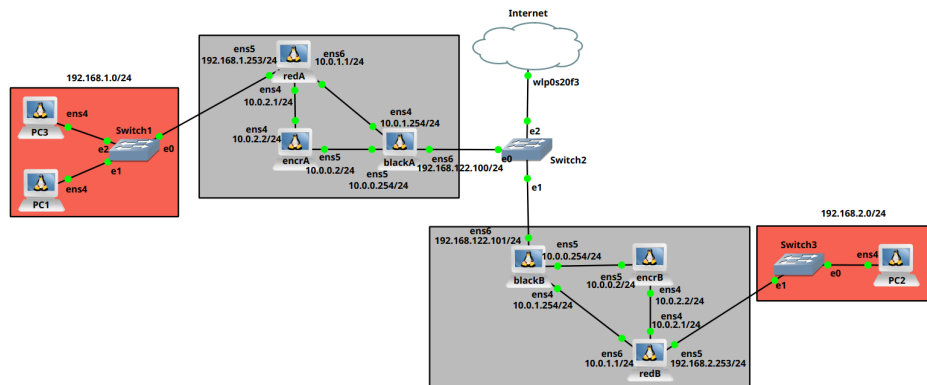 Internet
wlp0s20f3
e2
Switch2
e0
e1
192.168.1.0/24
ens4
PC3
Switch1
e2
e0
e1
ens4
PC1
ens5
192.168.1.253/24
ens6
10.0.1.1/24
redA
ens4
10.0.2.1/24
ens4
10.0.2.2/24
encrA
ens5
10.0.0.2/24
ens4
10.0.1.254/24
blackA
ens5
10.0.0.254/24
ens6
192.168.122.100/24
ens6
192.168.122.101/24
ens5
10.0.0.254/24
blackB
ens4
10.0.1.254/24
encrB
ens5
10.0.0.2/24
ens4
10.0.2.2/24
ens4
10.0.2.1/24
ens6
10.0.1.1/24
redB
ens5
192.168.2.253/24
192.168.2.0/24
Switch3
e0
e1
ens4
PC2